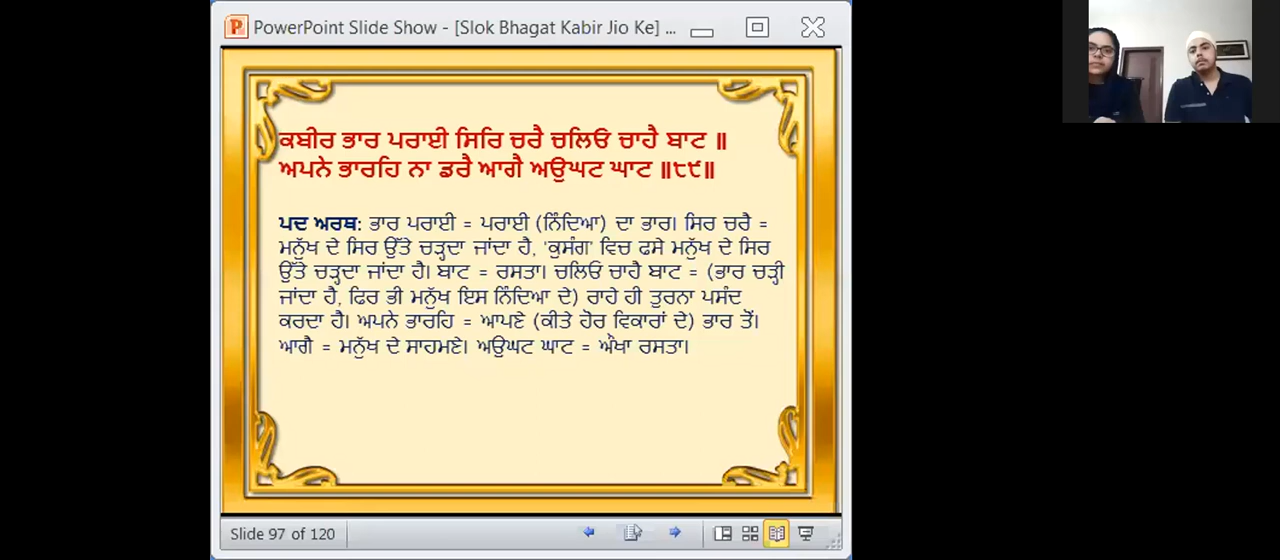 PowerPoint Slide Show - [Slok Bhagat Kabir Jio Ke] ...
ਕਬੀਰ ਭਾਰ ਪਰਾਈ ਸਿਰਿ ਚਰੈ ਚਲਿਓ ਚਾਹੈ ਬਾਟ ॥
ਅਪਨੇ ਭਾਰਹਿ ਨਾ ਡਰੈ ਆਗੈ ਅਉਘਟ ਘਾਟ ॥੮੯॥
ਪਦ ਅਰਥ: ਭਾਰ ਪਰਾਈ = ਪਰਾਈ (ਨਿੰਦਿਆ) ਦਾ ਭਾਰ। ਸਿਰ ਚਰੈ =
ਮਨੁੱਖ ਦੇ ਸਿਰ ਉੱਤੇ ਚੜ੍ਹਦਾ ਜਾਂਦਾ ਹੈ, 'ਕੁਸੰਗ' ਵਿਚ ਫਸੇ ਮਨੁੱਖ ਦੇ ਸਿਰ
ਉੱਤੇ ਚੜ੍ਹਦਾ ਜਾਂਦਾ ਹੈ। ਬਾਟ = ਰਸਤਾ। ਚਲਿਓ ਚਾਹੈ ਬਾਟ = (ਭਾਰ ਚੜ੍ਹੀ
ਜਾਂਦਾ ਹੈ, ਫਿਰ ਭੀ ਮਨੁੱਖ ਇਸ ਨਿੰਦਿਆ ਦੇ) ਰਾਹੇ ਹੀ ਤੁਰਨਾ ਪਸੰਦ
ਕਰਦਾ ਹੈ। ਅਪਨੇ ਭਾਰਹਿ = ਆਪਣੇ (ਕੀਤੇ ਹੋਰ ਵਿਕਾਰਾਂ ਦੇ) ਭਾਰ ਤੋਂ।
ਆਗੈ = ਮਨੁੱਖ ਦੇ ਸਾਹਮਣੇ। ਅਉਘਟ ਘਾਟ = ਔਖਾ ਰਸਤਾ।
Slide 97 of 120